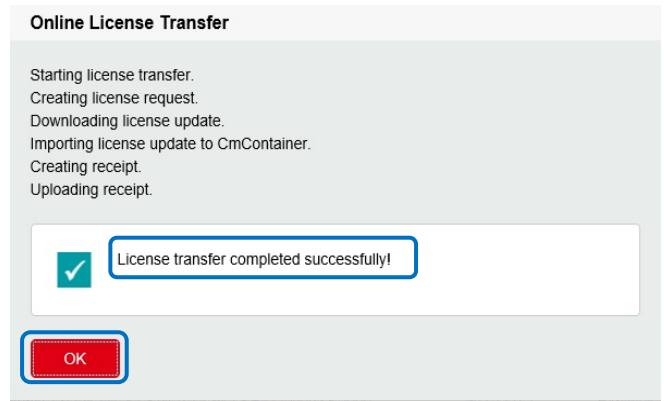 Online License Transfer
Starting license transfer.
Creating license request.
Downloading license update.
Importing license update to CmContainer.
Creating receipt.
Uploading receipt.
License transfer completed successfully!
OK